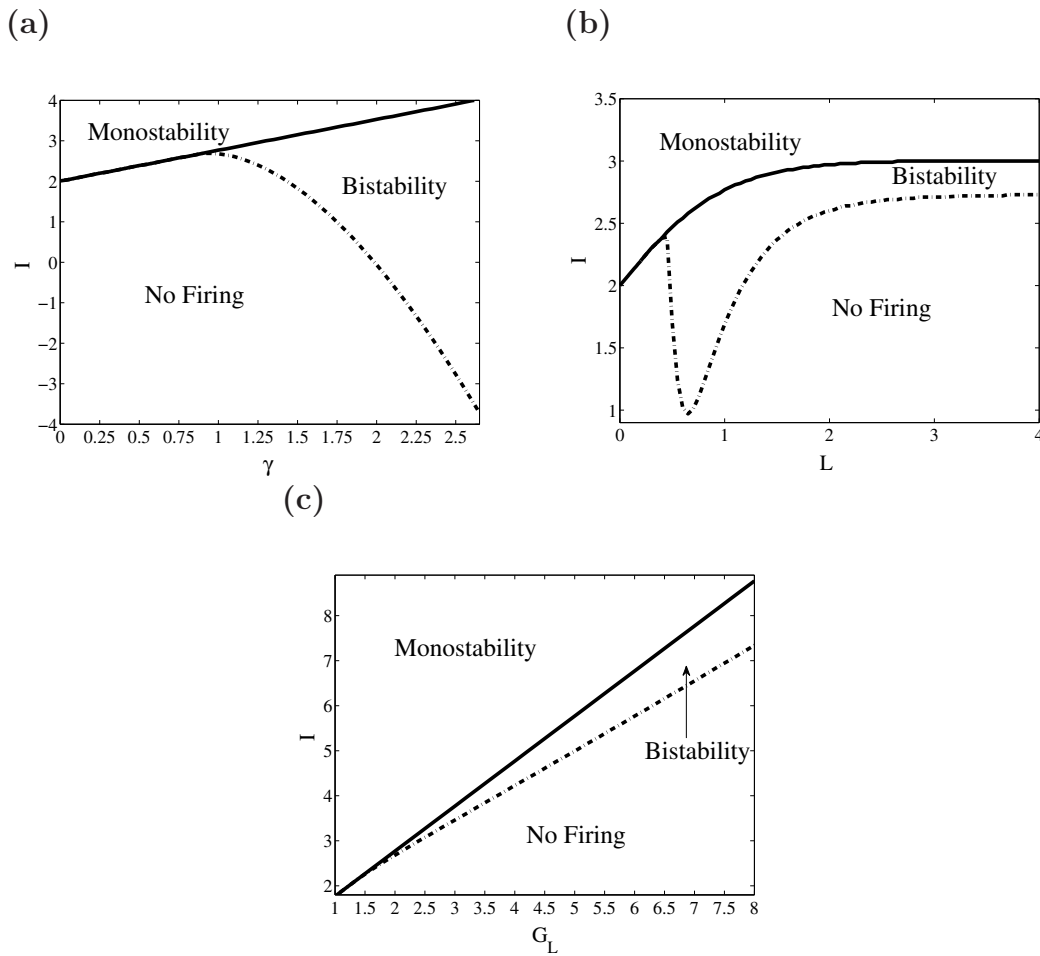 (a)
4
3
2
1
0
−1
−2
−3
−4
I
Monostability
Bistability
No Firing
0 0.25 0.5 0.75 1 1.25 1.5 1.75 2 2.25 2.5
γ
(b)
3.5
3
2.5
2
1.5
1
I
Monostability
Bistability
No Firing
0 1 2 3 4
L
(c)
8
7
6
5
4
3
2
I
Monostability
Bistability
No Firing
1 1.5 2 2.5 3 3.5 4 4.5 5 5.5 6 6.5 7 7.5 8
G_L